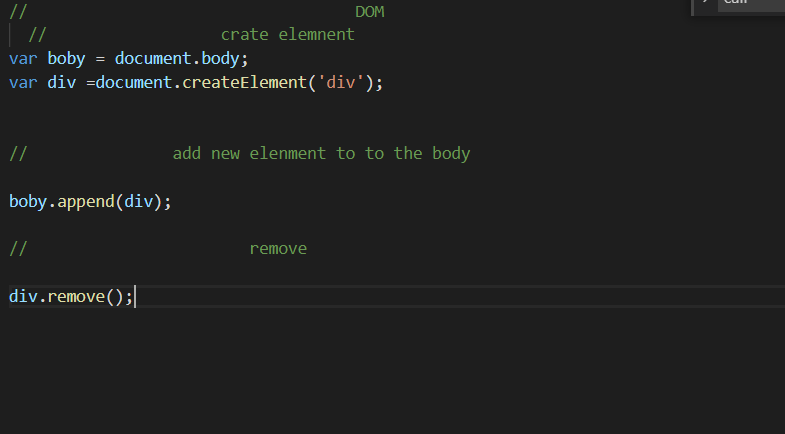 // DOM
// crate elemnent
var boby = document.body;
var div =document.createElement('div');
// add new elenment to to the body
boby.append(div);
// remove
div.remove();